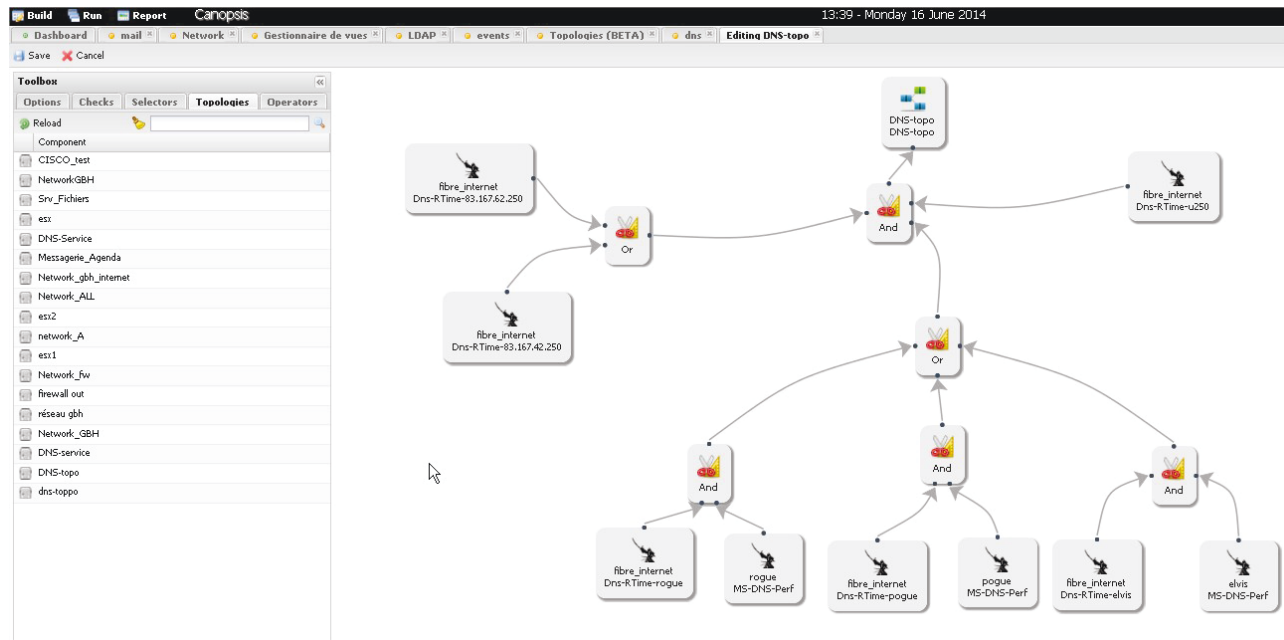 Build Run Report Canopsis 13:39 - Monday 16 June 2014
Dashboard mail Network Gestionnaire de vues LDAP events Topologies (BETA) dns Editing DNS-topo
Save Cancel
Toolbox
Options Checks Selectors Topologies Operators
Reload
Component
CISCO_test
NetworkGBH
Srv_Fichiers
esx
DNS-Service
Messagerie_Agenda
Network_gbh_internet
Network_ALL
esx2
network_A
esx1
Network_fw
firewall out
réseau gbh
Network_GBH
DNS-service
DNS-topo
dns-toppo
DNS-topo
DNS-topo
fibre_internet
Dns-RTime-83.167.62.250
fibre_internet
Dns-RTime-u250
And
Or
fibre_internet
Dns-RTime-83.167.42.250
Or
And
And
And
fibre_internet
Dns-RTime-rogue
rogue
MS-DNS-Perf
fibre_internet
Dns-RTime-pogue
pogue
MS-DNS-Perf
fibre_internet
Dns-RTime-elvis
elvis
MS-DNS-Perf